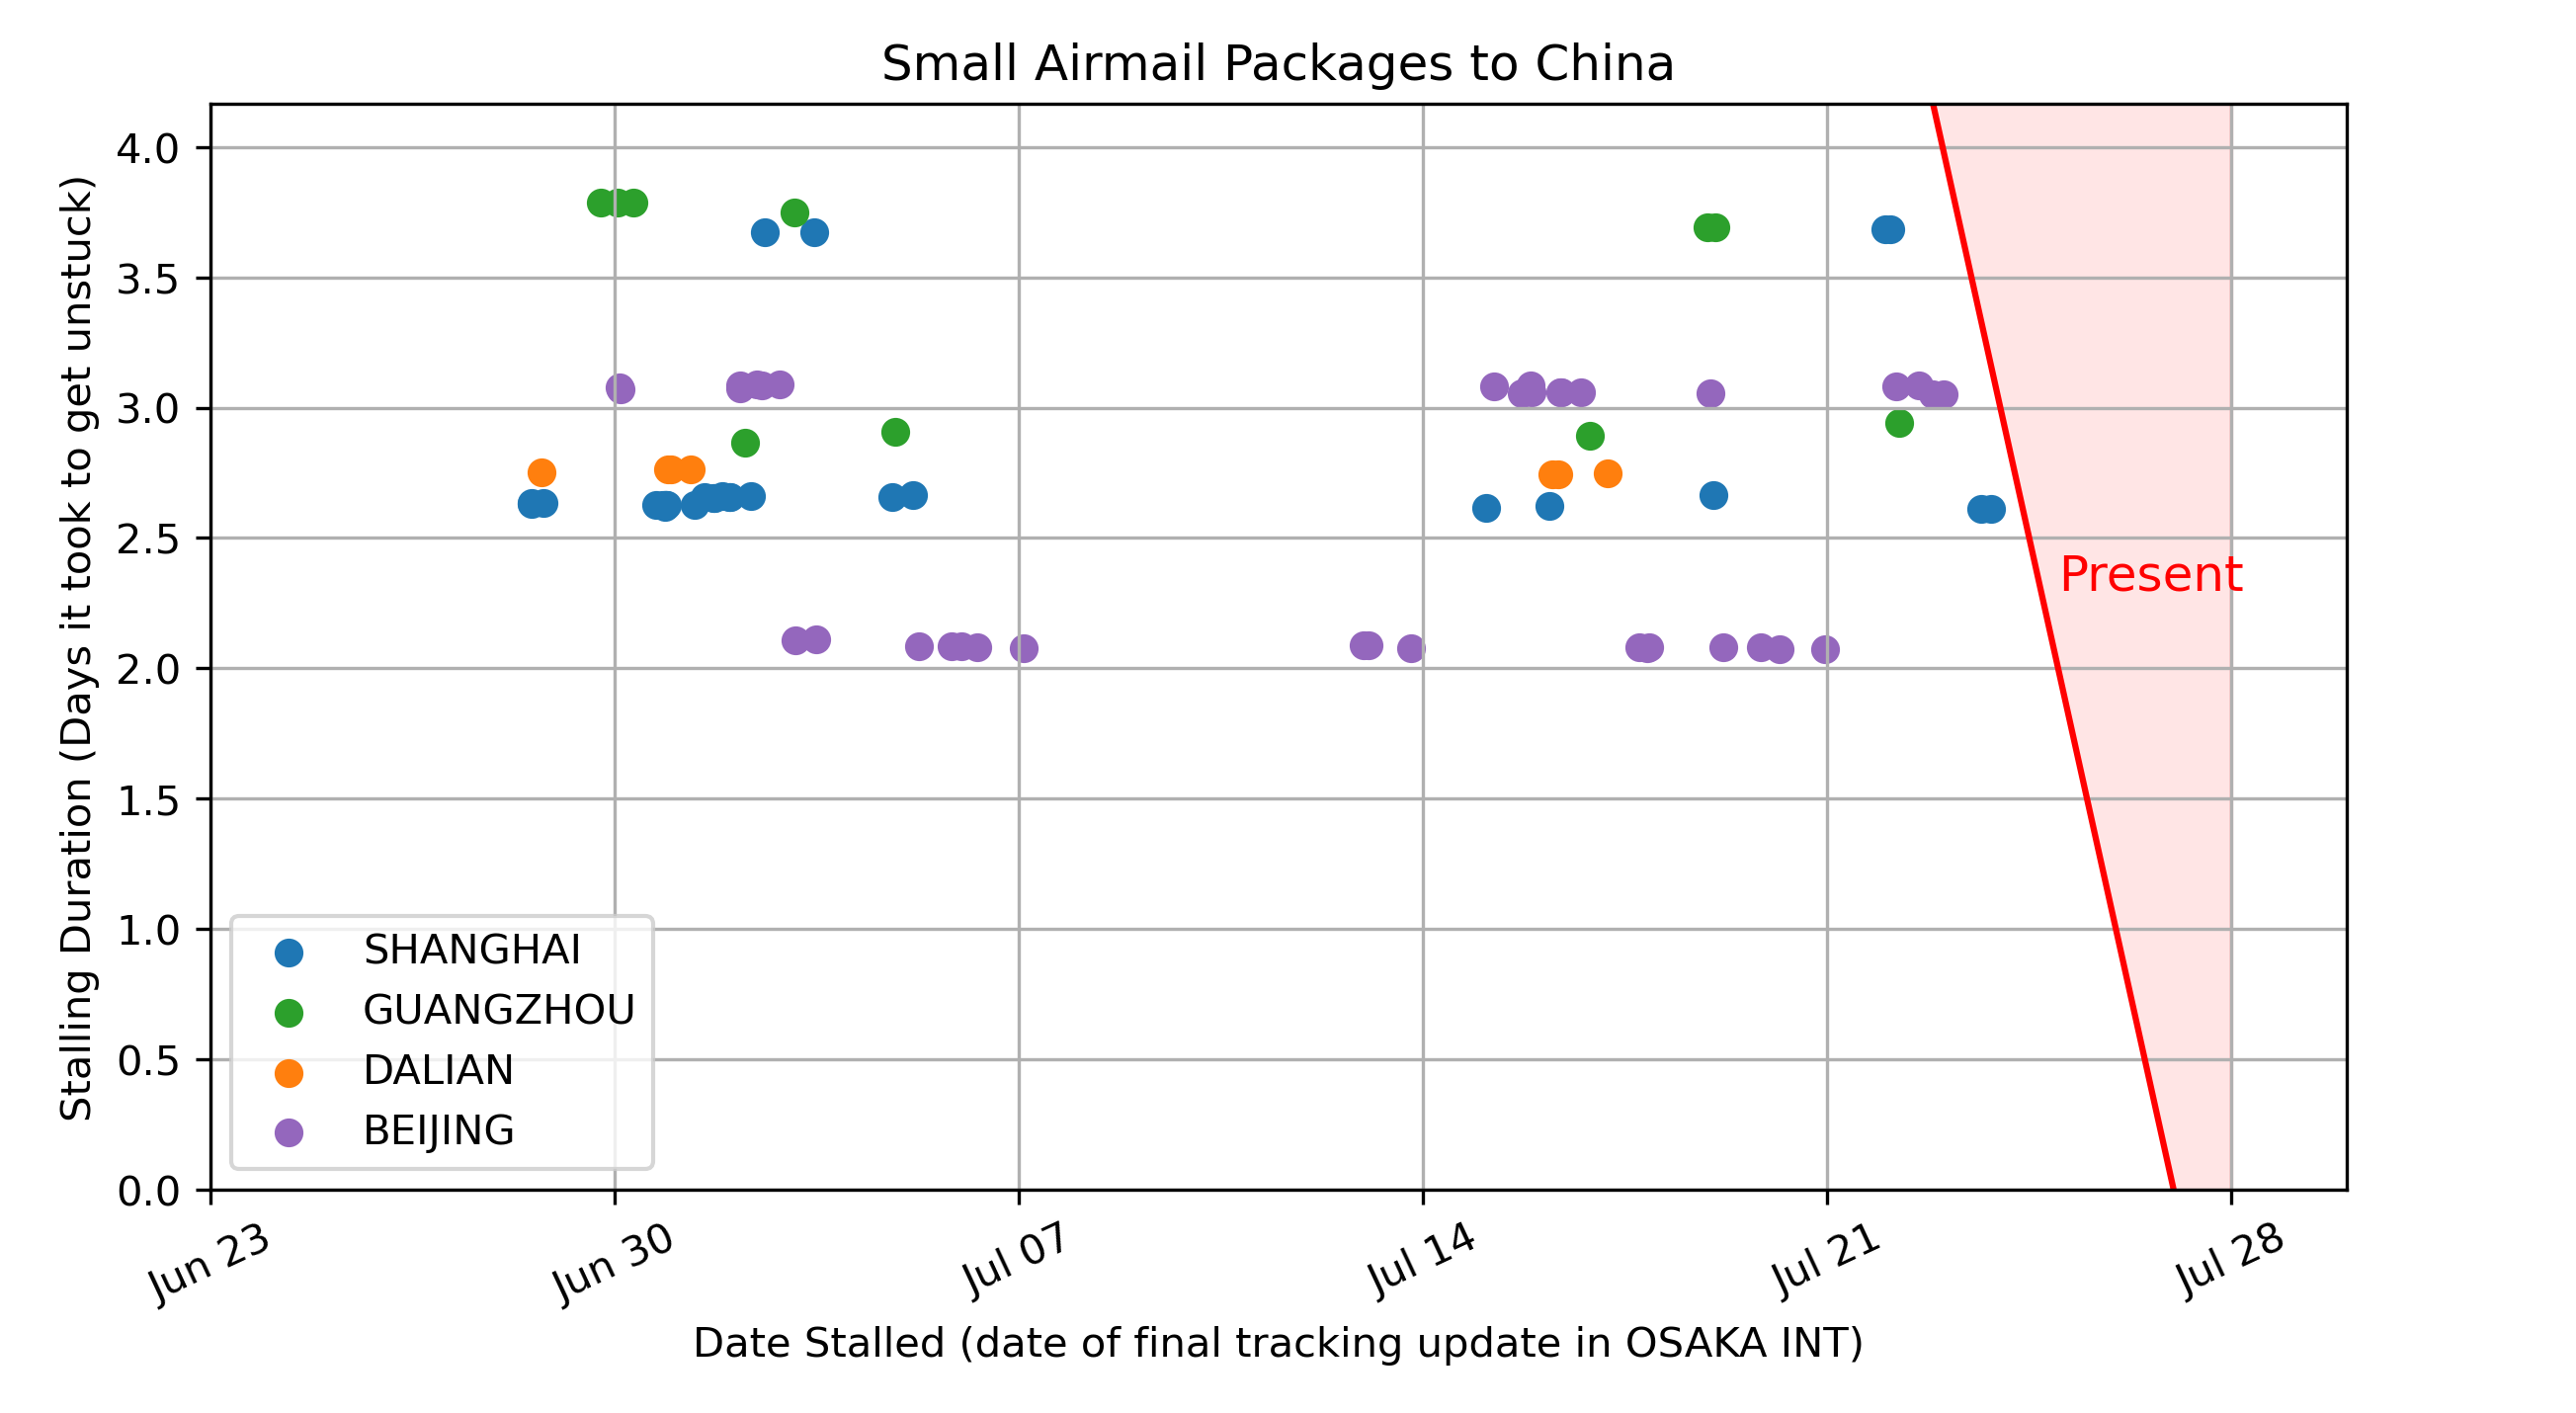 Small Airmail Packages to China
Stalling Duration (Days it took to get unstuck)
4.0
3.5
3.0
2.5
2.0
1.5
1.0
0.5
0.0
Present
SHANGHAI
GUANGZHOU
DALIAN
BEIJING
Jun 23
Jun 30
Jul 07
Jul 14
Jul 21
Jul 28
Date Stalled (date of final tracking update in OSAKA INT)